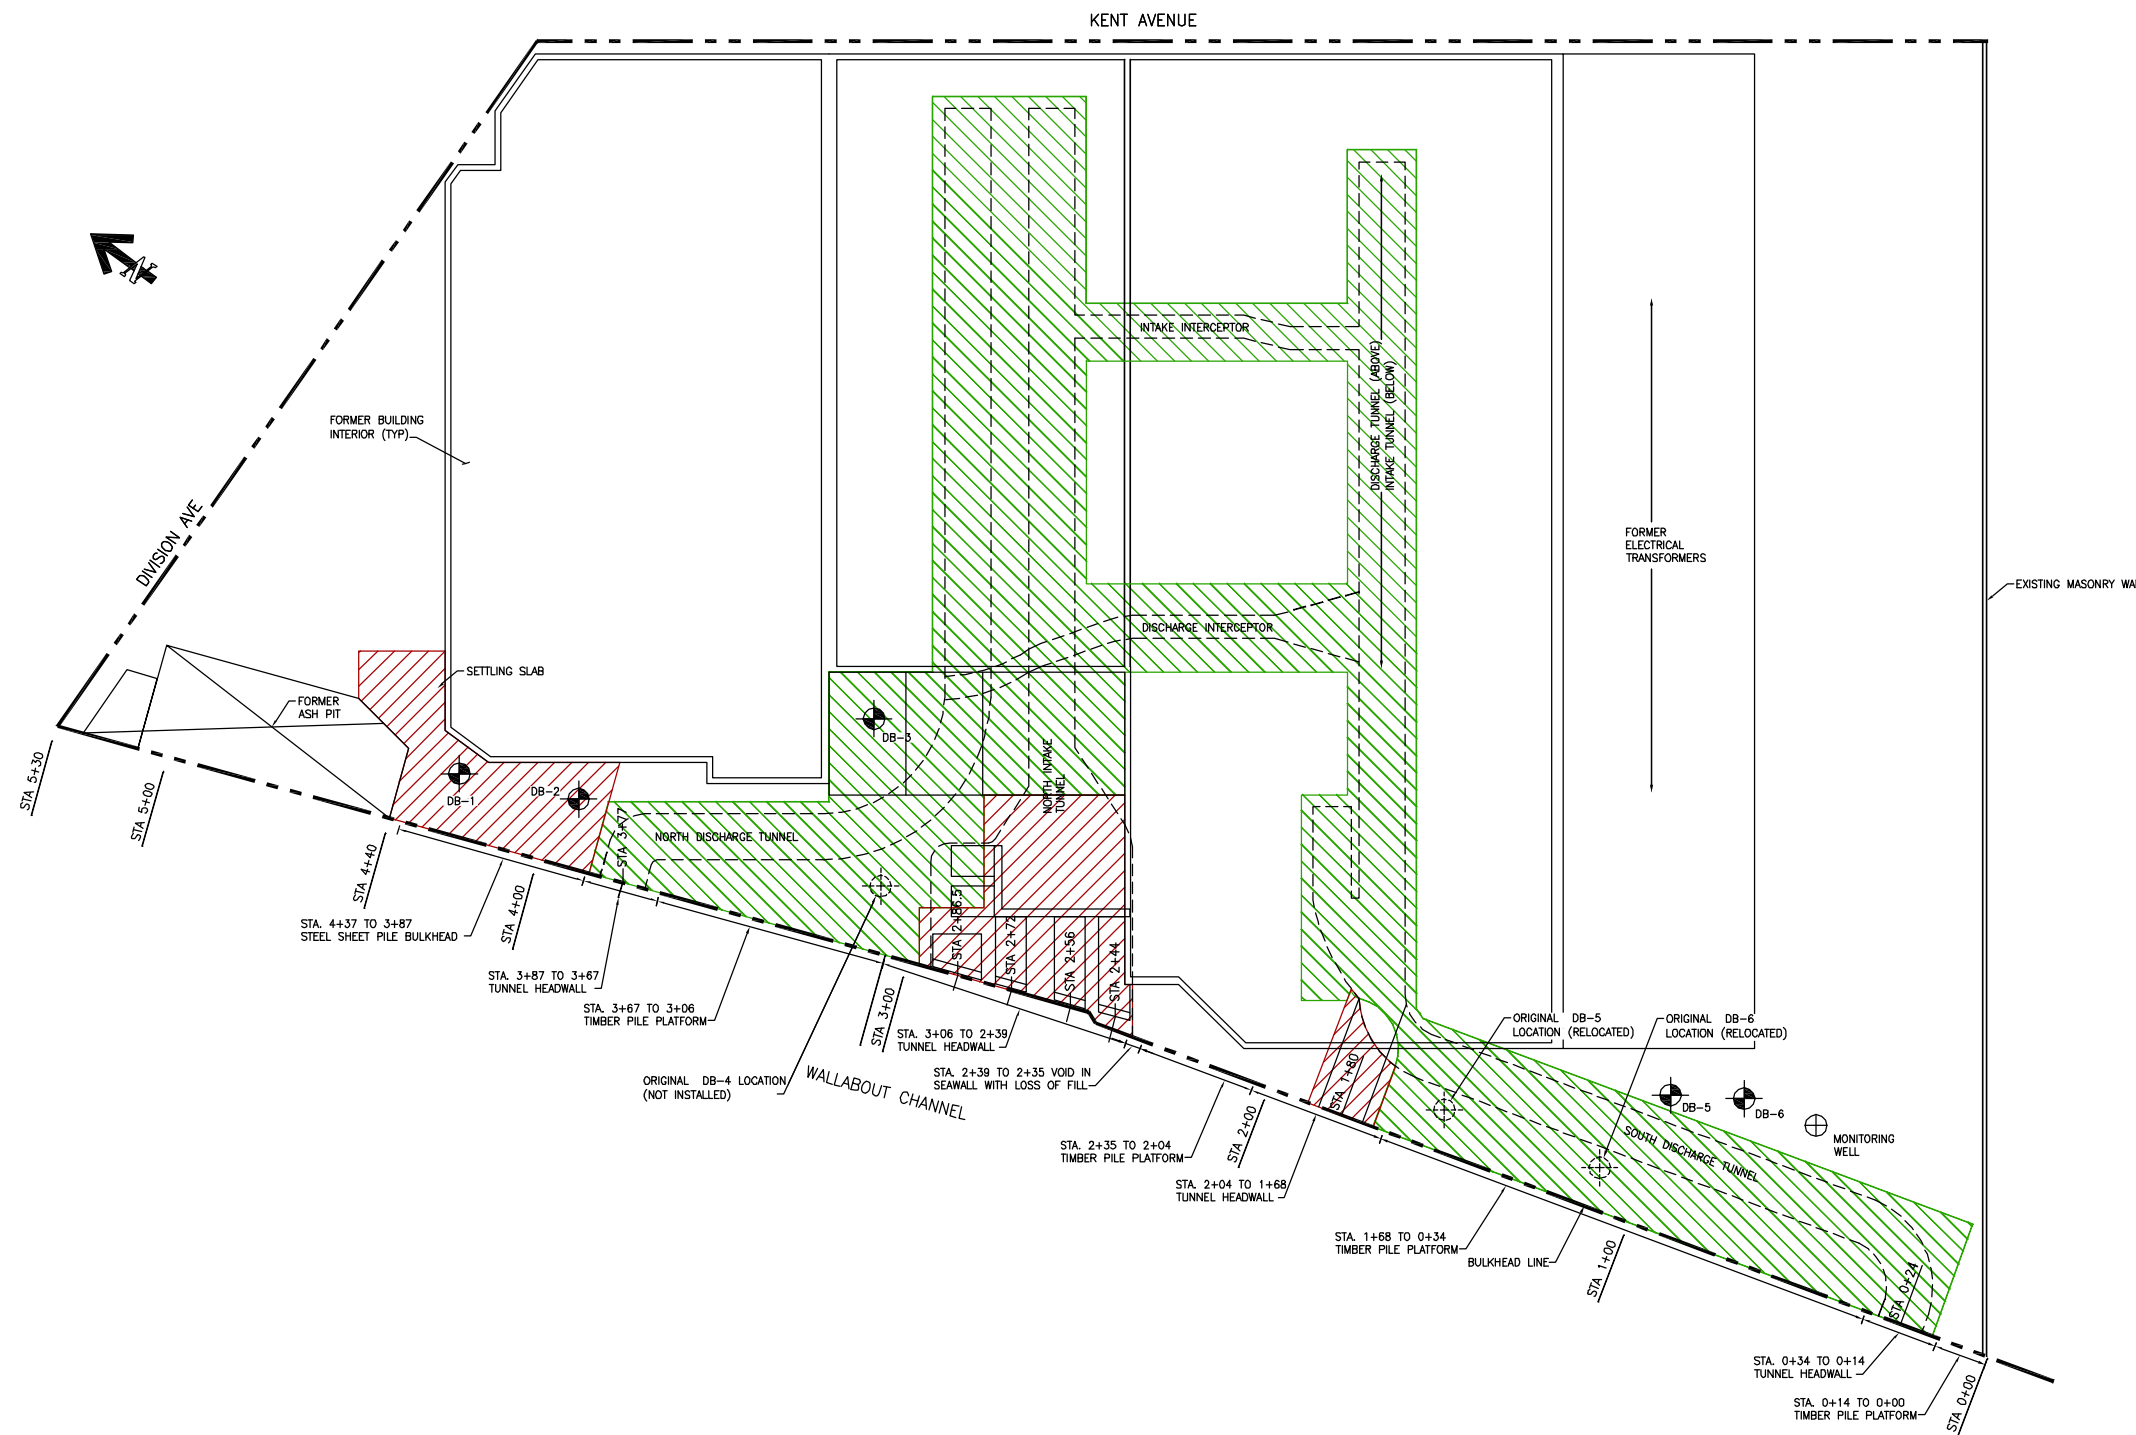 KENT AVENUE
N
INTAKE INTERCEPTOR
DISCHARGE TUNNEL (ABOVE)
INTAKE TUNNEL (BELOW)
FORMER BUILDING
INTERIOR (TYP)
DIVISION AVE
FORMER
ELECTRICAL
TRANSFORMERS
EXISTING MASONRY WA
DISCHARGE INTERCEPTOR
SETTLING SLAB
FORMER
ASH PIT
DB-3
NORTH INTAKE
TUNNEL
DB-1
DB-2
STA 5+30
STA 5+00
STA 3+77
NORTH DISCHARGE TUNNEL
STA 4+40
STA 4+00
STA. 4+37 TO 3+87
STEEL SHEET PILE BULKHEAD
STA 2+86.5
STA 2+72
STA 2+56
STA 2+44
STA. 3+87 TO 3+67
TUNNEL HEADWALL
STA. 3+67 TO 3+06
TIMBER PILE PLATFORM
STA 3+00
STA. 3+06 TO 2+39
TUNNEL HEADWALL
ORIGINAL DB-5
LOCATION (RELOCATED)
ORIGINAL DB-6
LOCATION (RELOCATED)
ORIGINAL DB-4 LOCATION
(NOT INSTALLED)
WALLABOUT CHANNEL
STA. 2+39 TO 2+35 VOID IN
SEAWALL WITH LOSS OF FILL
STA 1+80
DB-5
DB-6
MONITORING
WELL
STA 2+00
STA. 2+35 TO 2+04
TIMBER PILE PLATFORM
SOUTH DISCHARGE TUNNEL
STA. 2+04 TO 1+68
TUNNEL HEADWALL
STA. 1+68 TO 0+34
TIMBER PILE PLATFORM
BULKHEAD LINE
STA 1+00
STA 0+24
STA. 0+34 TO 0+14
TUNNEL HEADWALL
STA. 0+14 TO 0+00
TIMBER PILE PLATFORM
STA 0+00